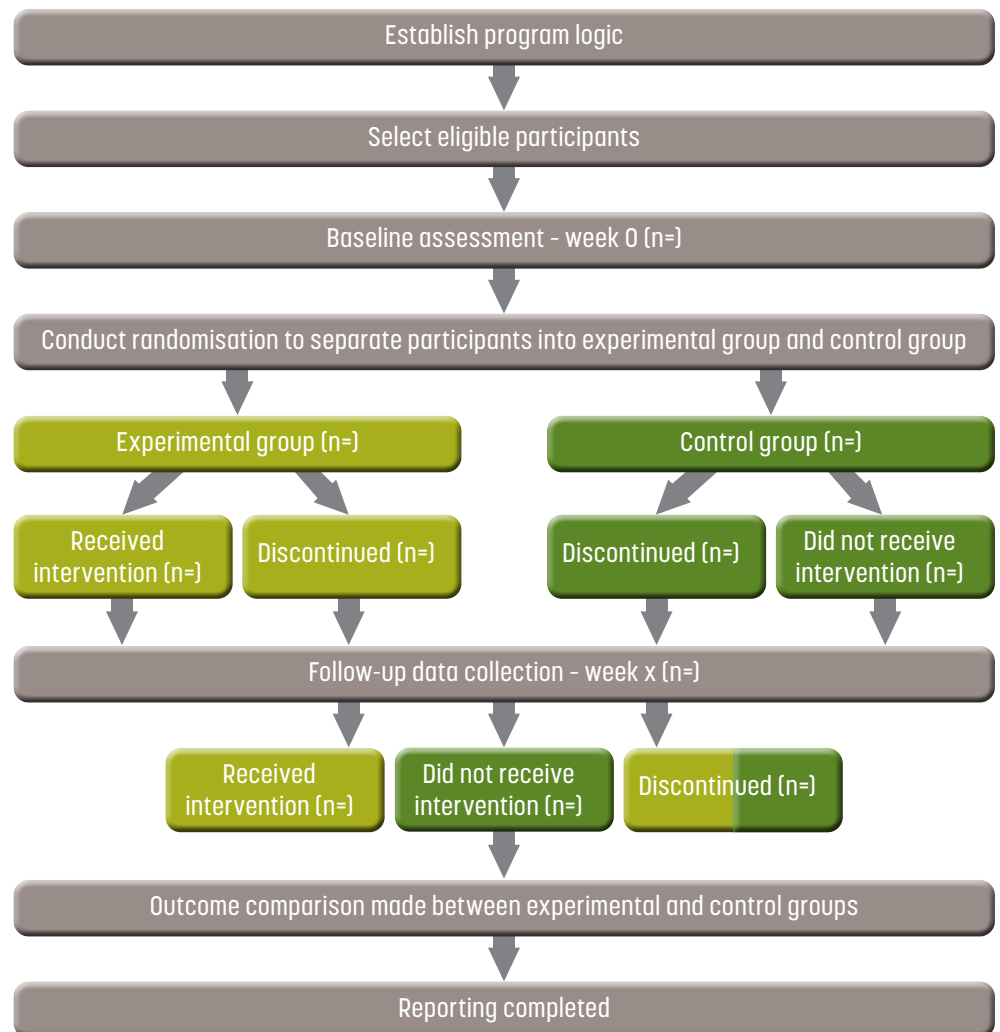 Establish program logic
Select eligible participants
Baseline assessment – week 0 (n=)
Conduct randomisation to separate participants into experimental group and control group
Experimental group (n=)
Control group (n=)
Received
intervention (n=)
Discontinued (n=)
Discontinued (n=)
Did not receive
intervention (n=)
Follow-up data collection – week x (n=)
Received
intervention (n=)
Did not receive
intervention (n=)
Discontinued (n=)
Outcome comparison made between experimental and control groups
Reporting completed